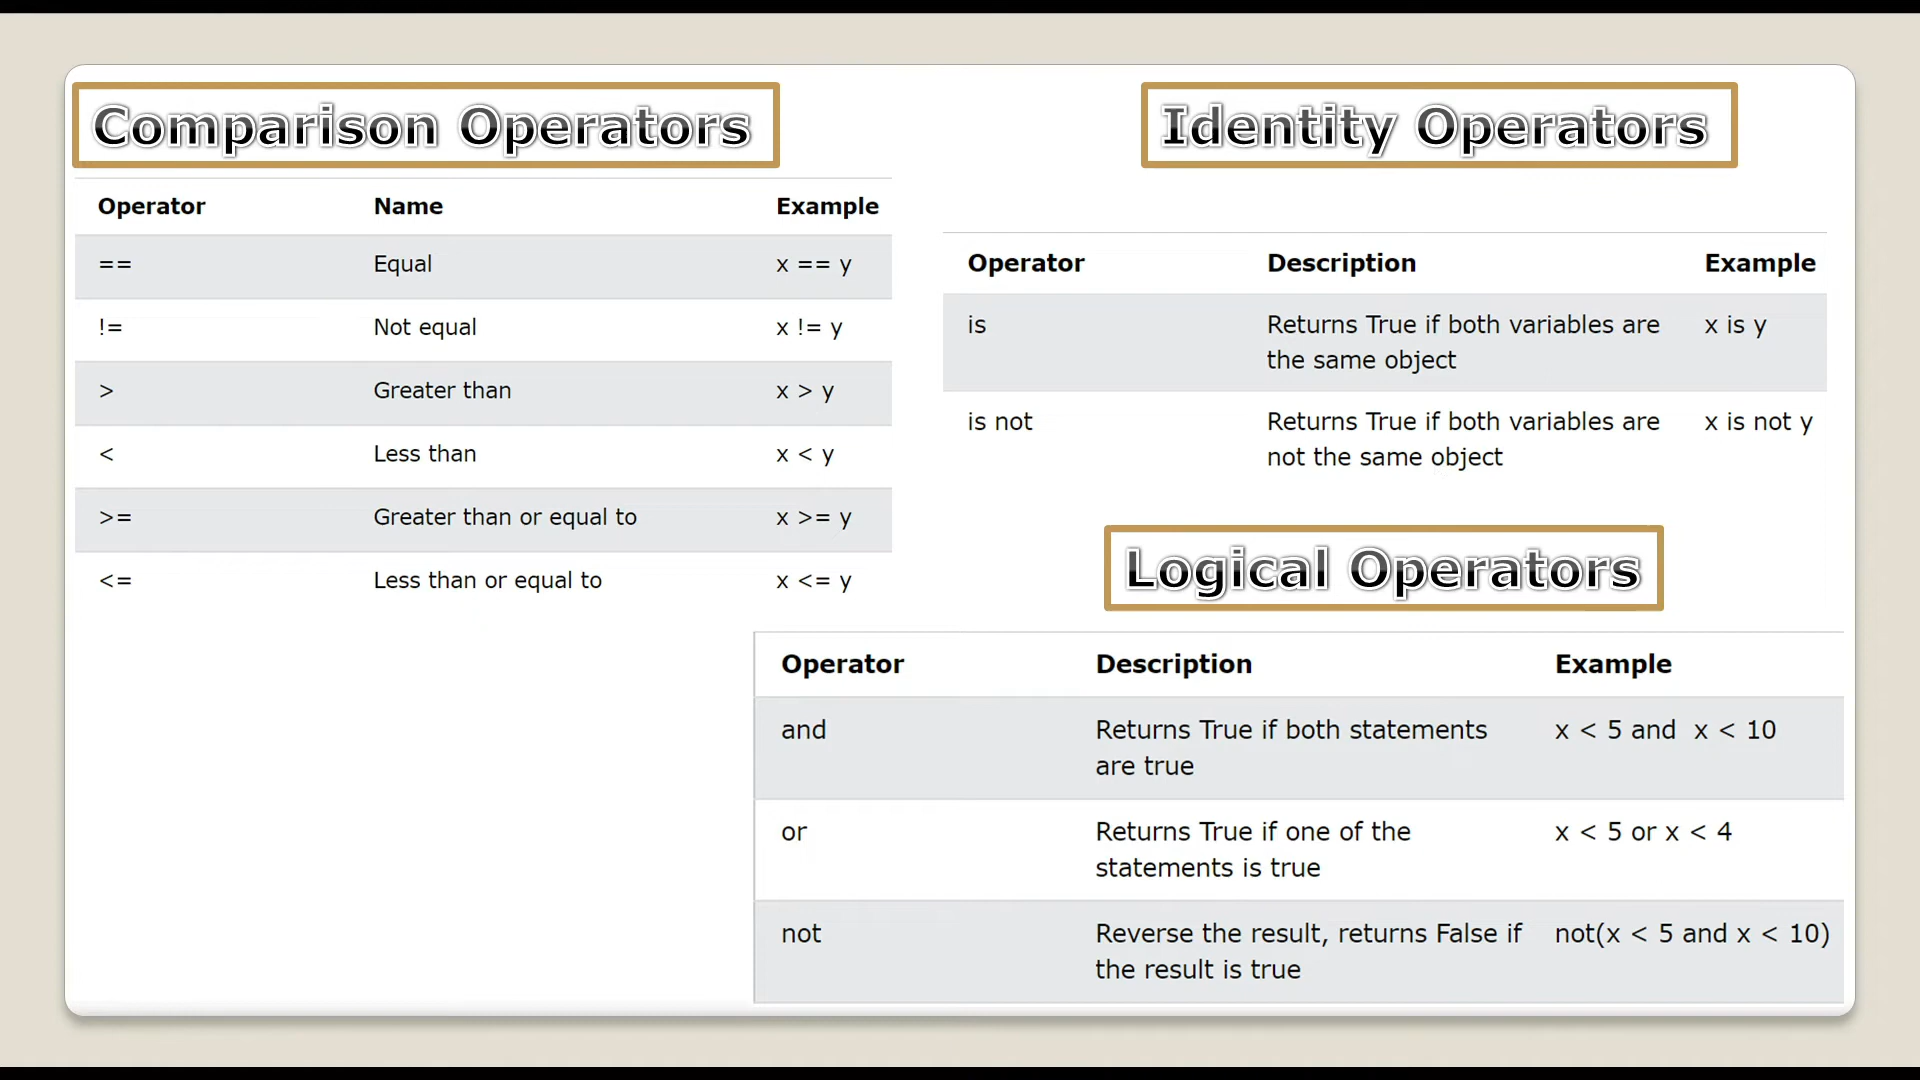 Comparison Operators
Operator Name Example
== Equal x == y
!= Not equal x != y
> Greater than x > y
< Less than x < y
>= Greater than or equal to x >= y
<= Less than or equal to x <= y
Identity Operators
Operator Description Example
is Returns True if both variables are x is y
the same object
is not Returns True if both variables are x is not y
not the same object
Logical Operators
Operator Description Example
and Returns True if both statements x < 5 and  x < 10
are true
or Returns True if one of the x < 5 or x < 4
statements is true
not Reverse the result, returns False if not(x < 5 and x < 10)
the result is true